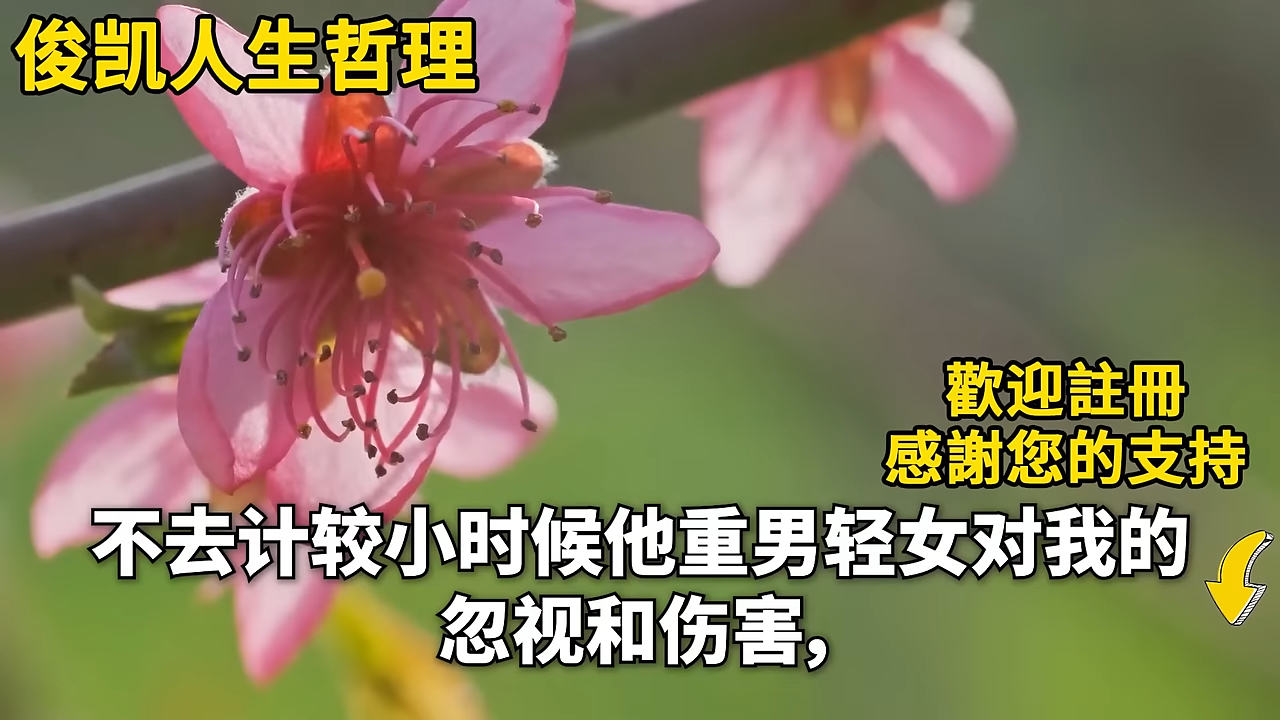 俊凯人生哲理
歡迎註冊
感謝您的支持
不去计较小时候他重男轻女对我的
忽视和伤害,